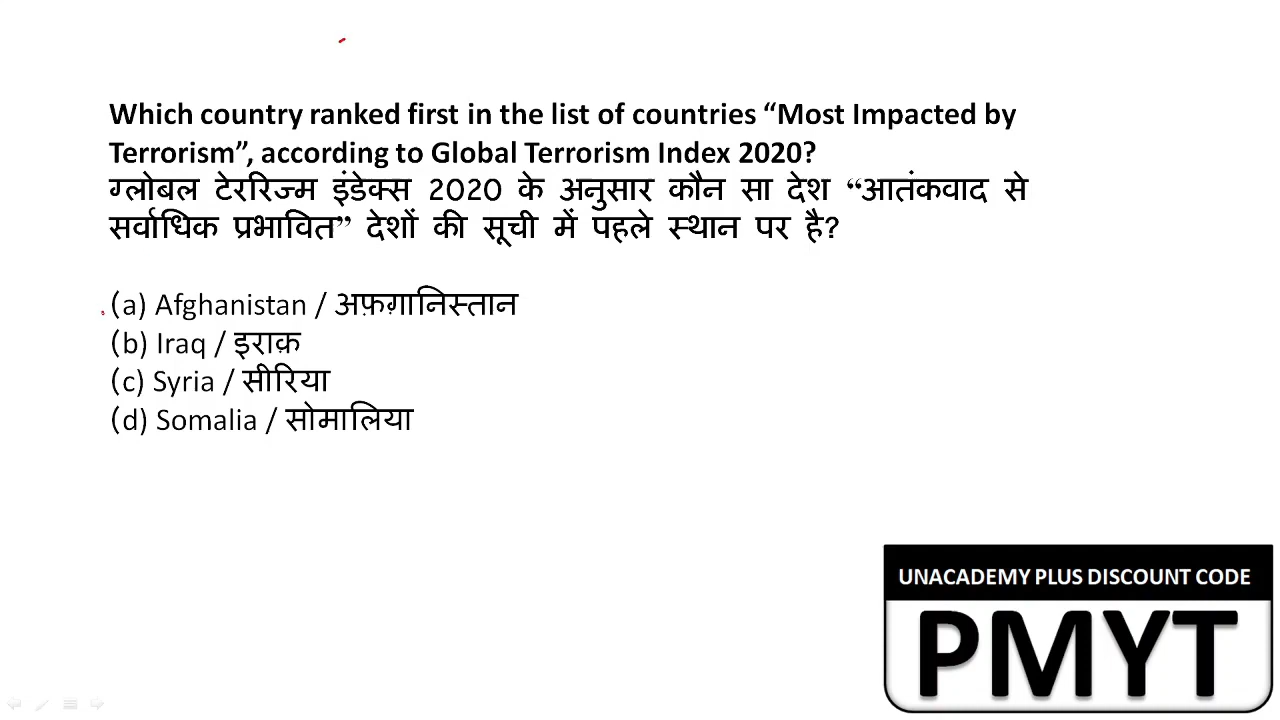 Which country ranked first in the list of countries “Most Impacted by
Terrorism”, according to Global Terrorism Index 2020?
ग्लोबल टेररिज्म इंडेक्स 2020 के अनुसार कौन सा देश “आतंकवाद से
सर्वाधिक प्रभावित” देशों की सूची में पहले स्थान पर है?
(a) Afghanistan / अफ़ग़ानिस्तान
(b) Iraq / इराक़
(c) Syria / सीरिया
(d) Somalia / सोमालिया
UNACADEMY PLUS DISCOUNT CODE
PMYT